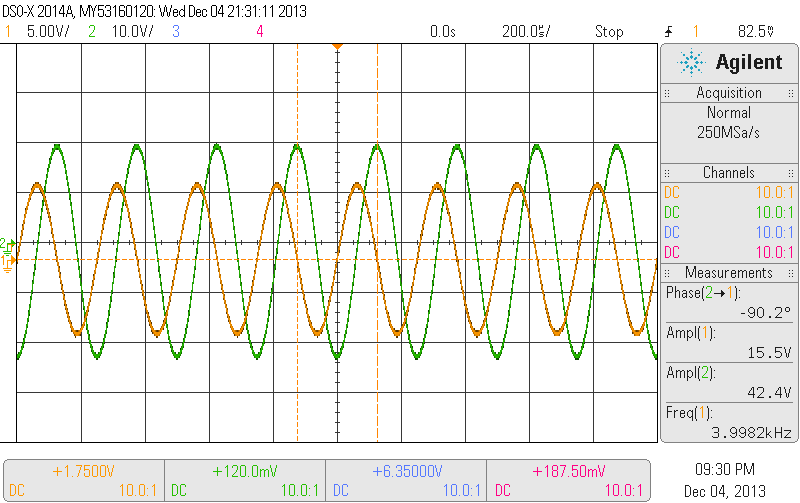 DSO-X 2014A, MY53160120: Wed Dec 04 21:31:11 2013
1 5.00V/ 2 10.0V/ 3 4 0.0s 200.0us/ Stop 1 82.5%
Agilent
Acquisition
Normal
250MSa/s
Channels
DC 10.0:1
DC 10.0:1
DC 10.0:1
DC 10.0:1
Measurements
Phase(2→1):
-90.2°
Ampl(1):
15.5V
Ampl(2):
42.4V
Freq(1):
3.9982kHz
2
1
+1.7500V +120.0mV +6.35000V +187.50mV
DC 10.0:1 DC 10.0:1 DC 10.0:1 DC 10.0:1
09:30 PM
Dec 04, 2013